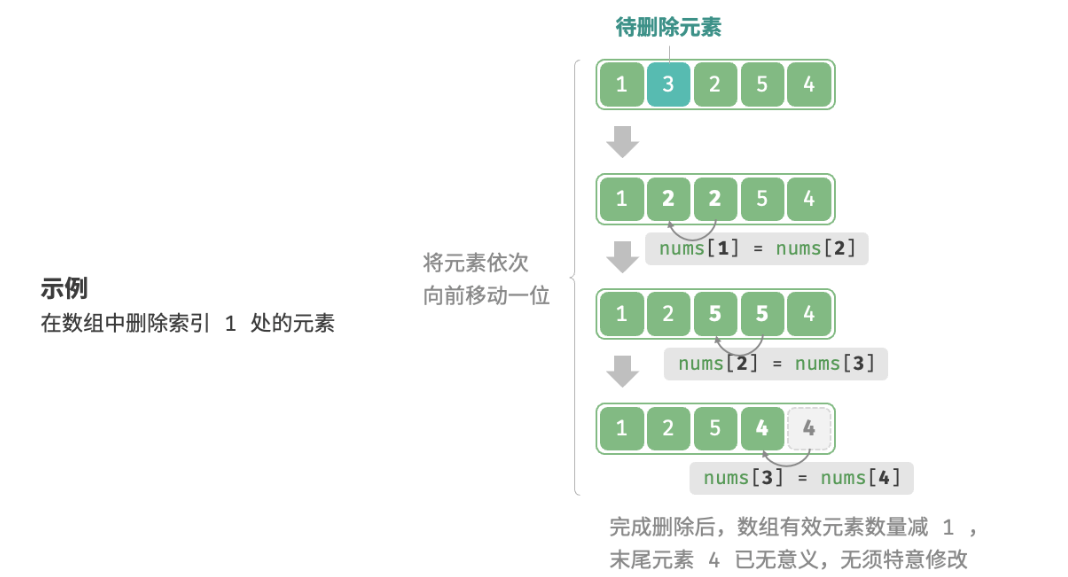 待删除元素
1 3 2 5 4
1 2 2 5 4
nums[1] = nums[2]
将元素依次
向前移动一位
示例
在数组中删除索引 1 处的元素
1 2 5 5 4
nums[2] = nums[3]
1 2 5 4 4
nums[3] = nums[4]
完成删除后，数组有效元素数量减 1 ，
末尾元素 4 已无意义，无须特意修改